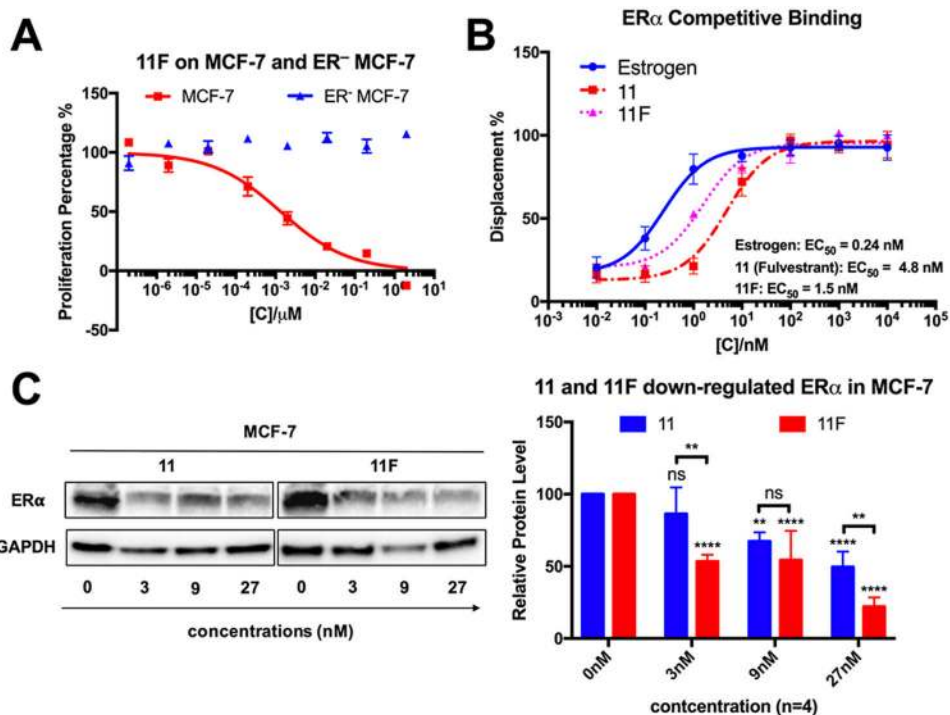 A
11F on MCF-7 and ER⁻ MCF-7
MCF-7 ER⁻ MCF-7
Proliferation Percentage %
150
100
50
0
-50
10⁻⁶ 10⁻⁵ 10⁻⁴ 10⁻³ 10⁻² 10⁻¹ 10⁰ 10¹
[C]/μM
B
ERα Competitive Binding
Estrogen
11
11F
Displacement %
150
100
50
0
Estrogen: EC₅₀ = 0.24 nM
11 (Fulvestrant): EC₅₀ = 4.8 nM
11F: EC₅₀ = 1.5 nM
10⁻³ 10⁻² 10⁻¹ 10⁰ 10¹ 10² 10³ 10⁴ 10⁵
[C]/nM
C
MCF-7
11 11F
ERα
GAPDH
0 3 9 27 0 3 9 27
concentrations (nM)
11 and 11F down-regulated ERα in MCF-7
11 11F
Relative Protein Level
150
100
50
0
**
ns
****
ns
** ****
**
****
****
0nM 3nM 9nM 27nM
contcentration (n=4)